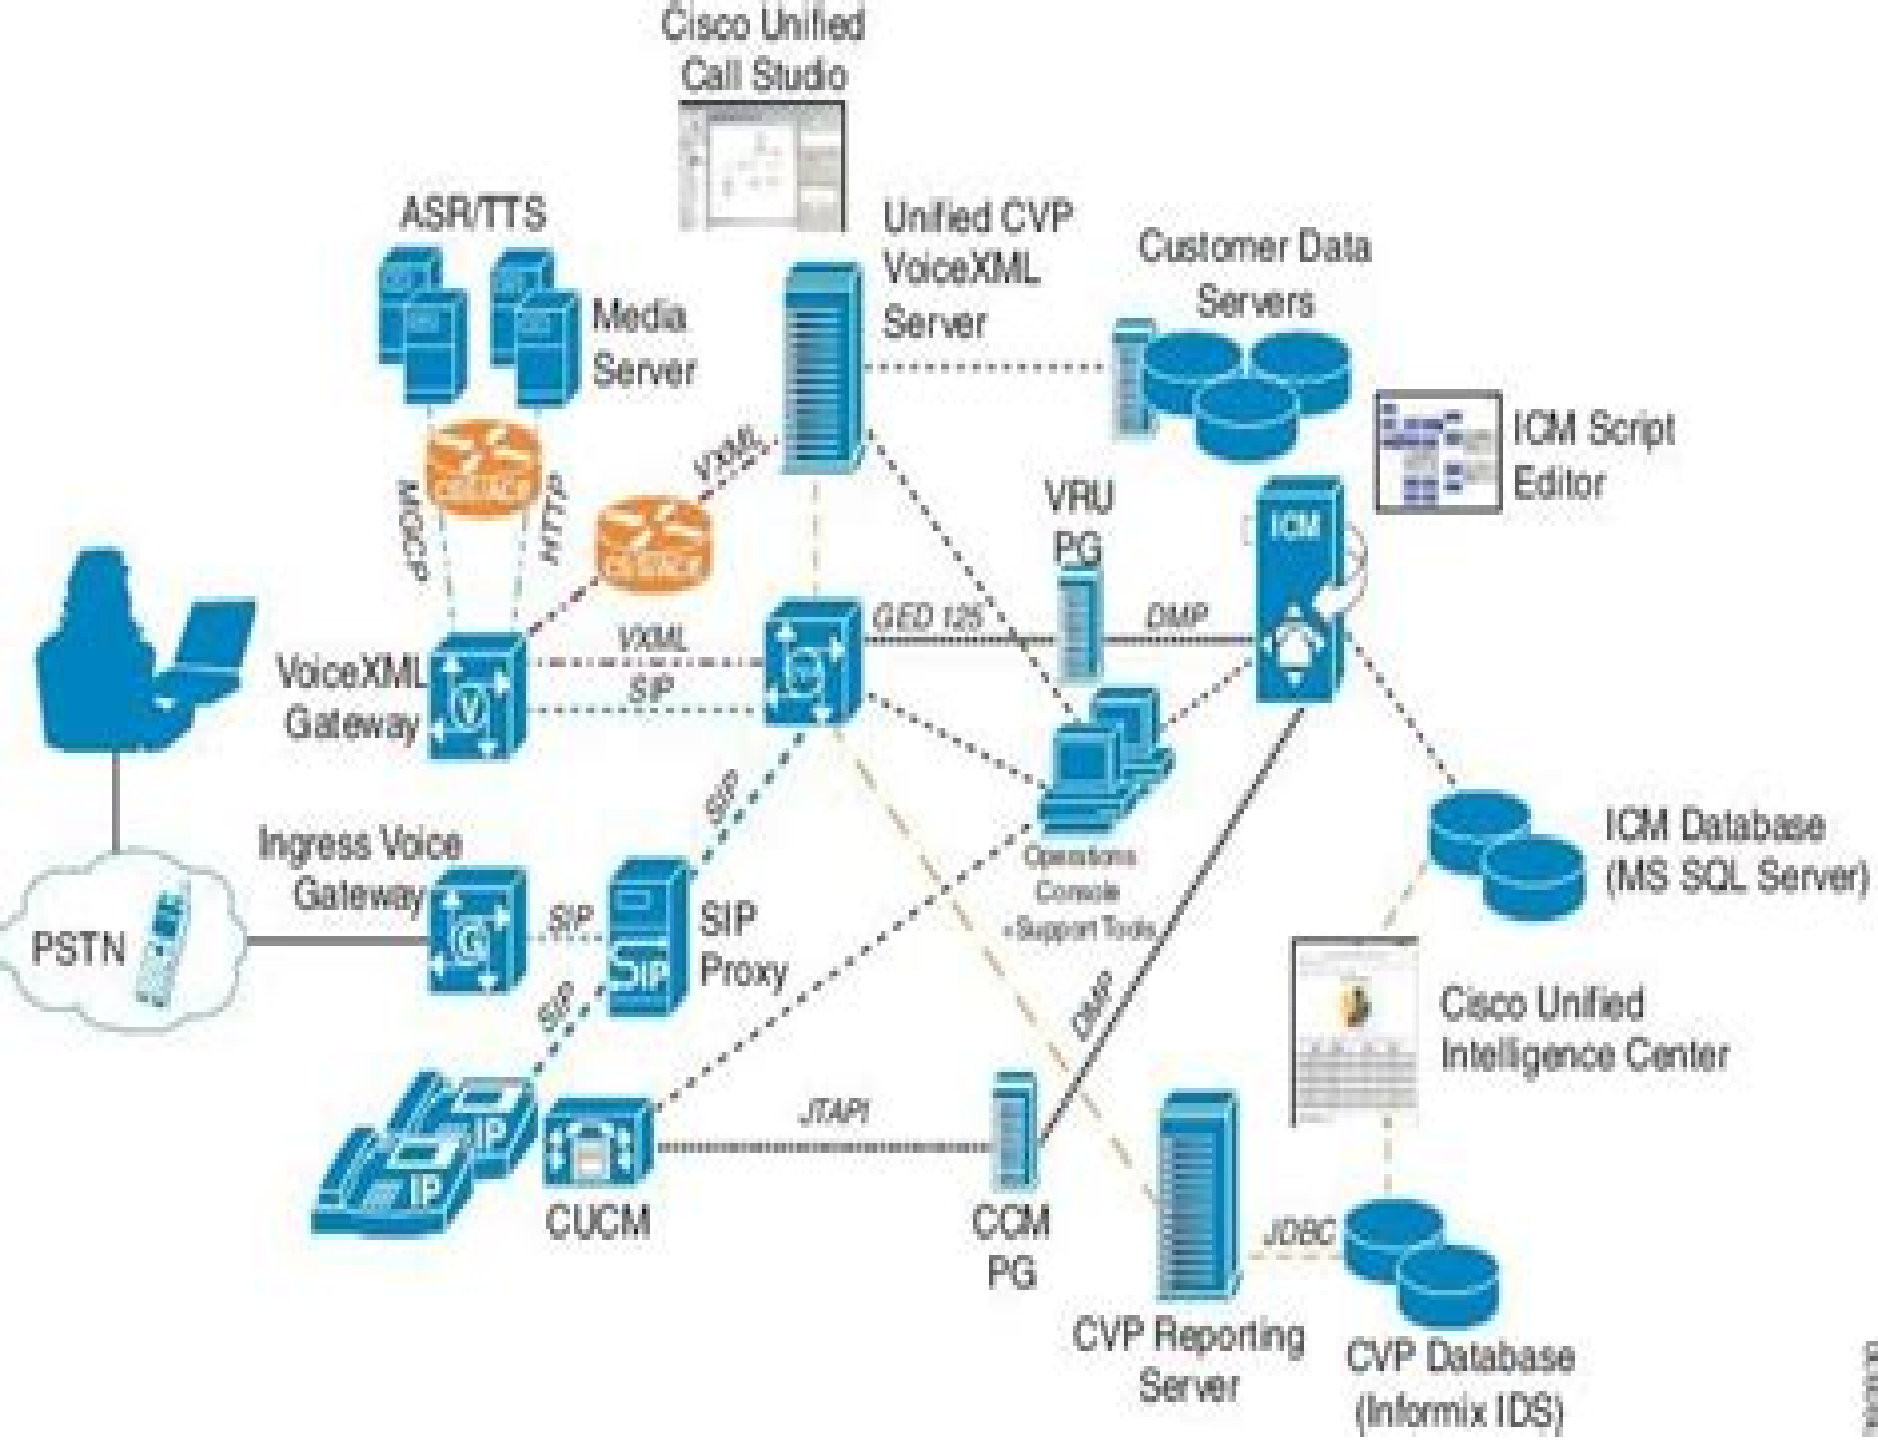 Cisco Unified
Call Studio
ASR/TTS
Media
Server
Unified CVP
VoiceXML
Server
Customer Data
Servers
ICM Script
Editor
VXML
MGCP
HTTP
VRU
PG
ICM
GED 125
DMP
VXML
SIP
VoiceXML
Gateway
V
SIP
Ingress Voice
Gateway
G
PSTN
SIP
SIP
Proxy
SIP
SIP
Operations
Console
+Support Tools
ICM Database
(MS SQL Server)
Cisco Unified
Intelligence Center
DMP
IP
IP
JTAPI
CUCM
CCM
PG
JDBC
CVP Reporting
Server
CVP Database
(Informix IDS)